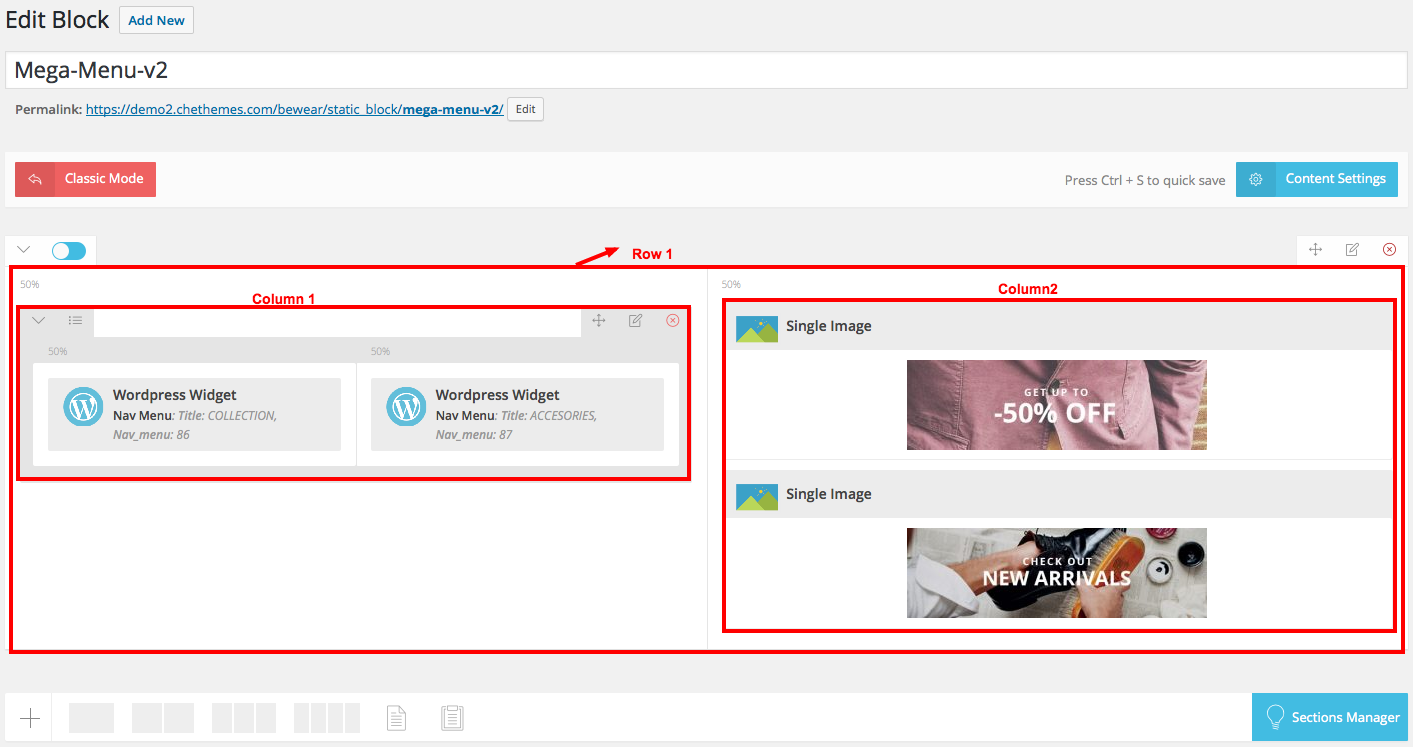 Edit Block Add New
Mega-Menu-v2
Permalink: https://demo2.chethemes.com/bewear/static_block/mega-menu-v2/ Edit
Classic Mode Press Ctrl + S to quick save Content Settings
Row 1
50% 50%
Column 1 Column2
50% 50%
Wordpress Widget
Nav Menu: Title: COLLECTION,
Nav_menu: 86
Wordpress Widget
Nav Menu: Title: ACCESORIES,
Nav_menu: 87
Single Image
GET UP TO
-50% OFF
Single Image
CHECK OUT
NEW ARRIVALS
Sections Manager